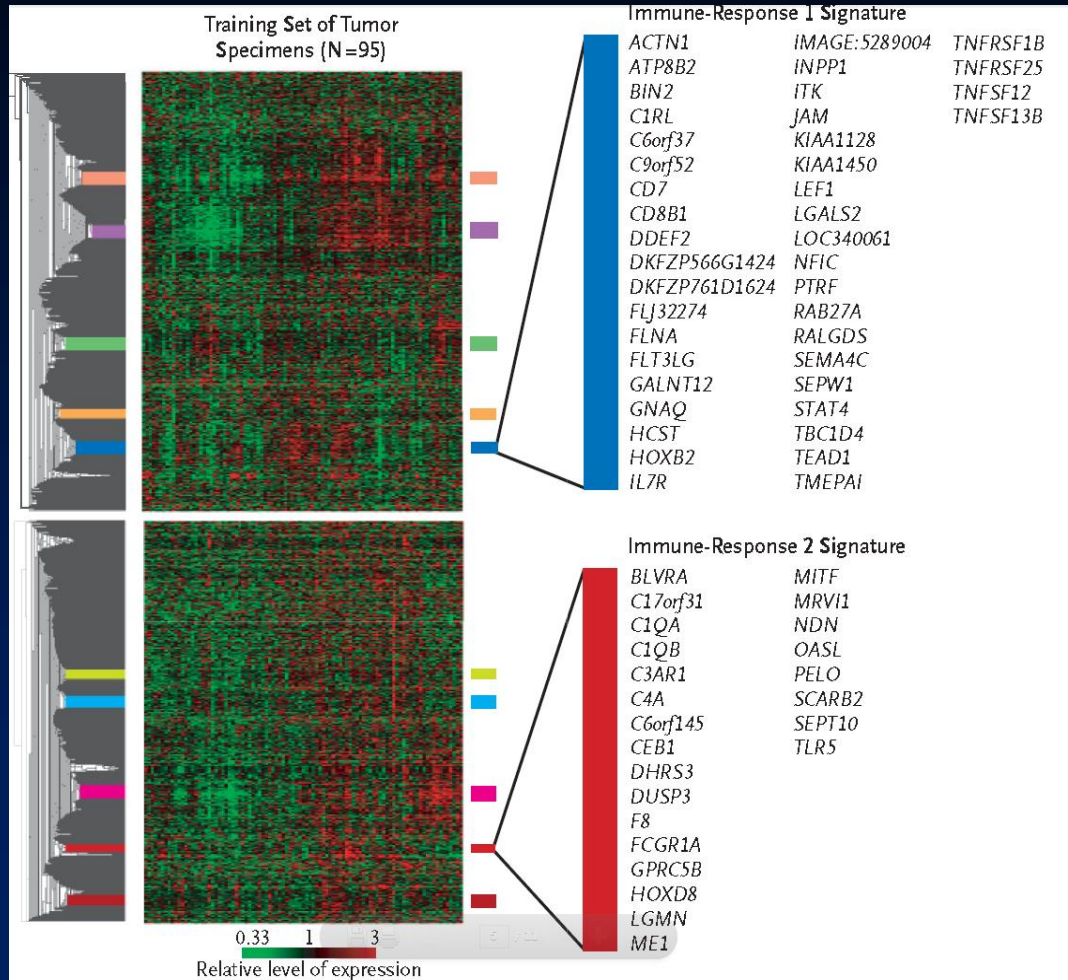 Training Set of Tumor
Specimens (N=95)
Immune-Response 1 Signature
ACTN1
ATP8B2
BIN2
C1RL
C6orf37
C9orf52
CD7
CD8B1
DDEF2
DKFZP566G1424
DKFZP761D1624
FLJ32274
FLNA
FLT3LG
GALNT12
GNAQ
HCST
HOXB2
IL7R
IMAGE:5289004
INPP1
ITK
JAM
KIAA1128
KIAA1450
LEF1
LGALS2
LOC340061
NFIC
PTRF
RAB27A
RALGDS
SEMA4C
SEPW1
STAT4
TBC1D4
TEAD1
TMEPAI
TNFRSF1B
TNFRSF25
TNFSF12
TNFSF13B
Immune-Response 2 Signature
BLVRA
C17orf31
C1QA
C1QB
C3AR1
C4A
C6orf145
CEB1
DHRS3
DUSP3
F8
FCGR1A
GPRC5B
HOXD8
LGMN
ME1
MITF
MRVI1
NDN
OASL
PELO
SCARB2
SEPT10
TLR5
0.33 1 3
Relative level of expression